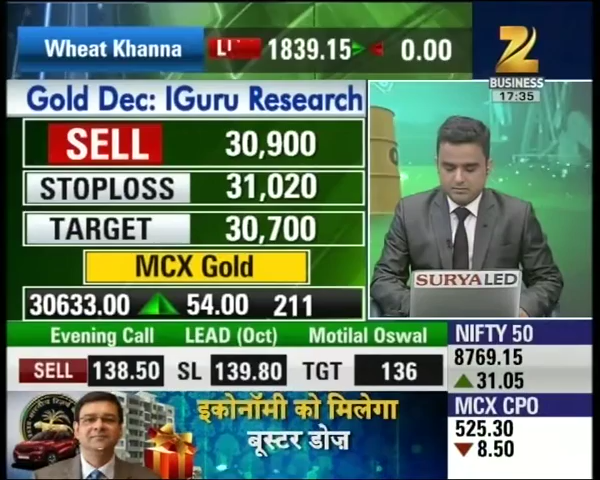 Wheat Khanna
1839.15 0.00
Z
BUSINESS
17:35
Gold Dec: IGuru Research
SELL 30,900
STOPLOSS 31,020
TARGET 30,700
MCX Gold
30633.00 54.00 211
SURYA LED
Evening Call LEAD (Oct) Motilal Oswal
SELL 138.50 SL 139.80 TGT 136
NIFTY 50
8769.15
31.05
MCX CPO
525.30
8.50
इकोनॉमी को मिलेगा
बूस्टर डोज